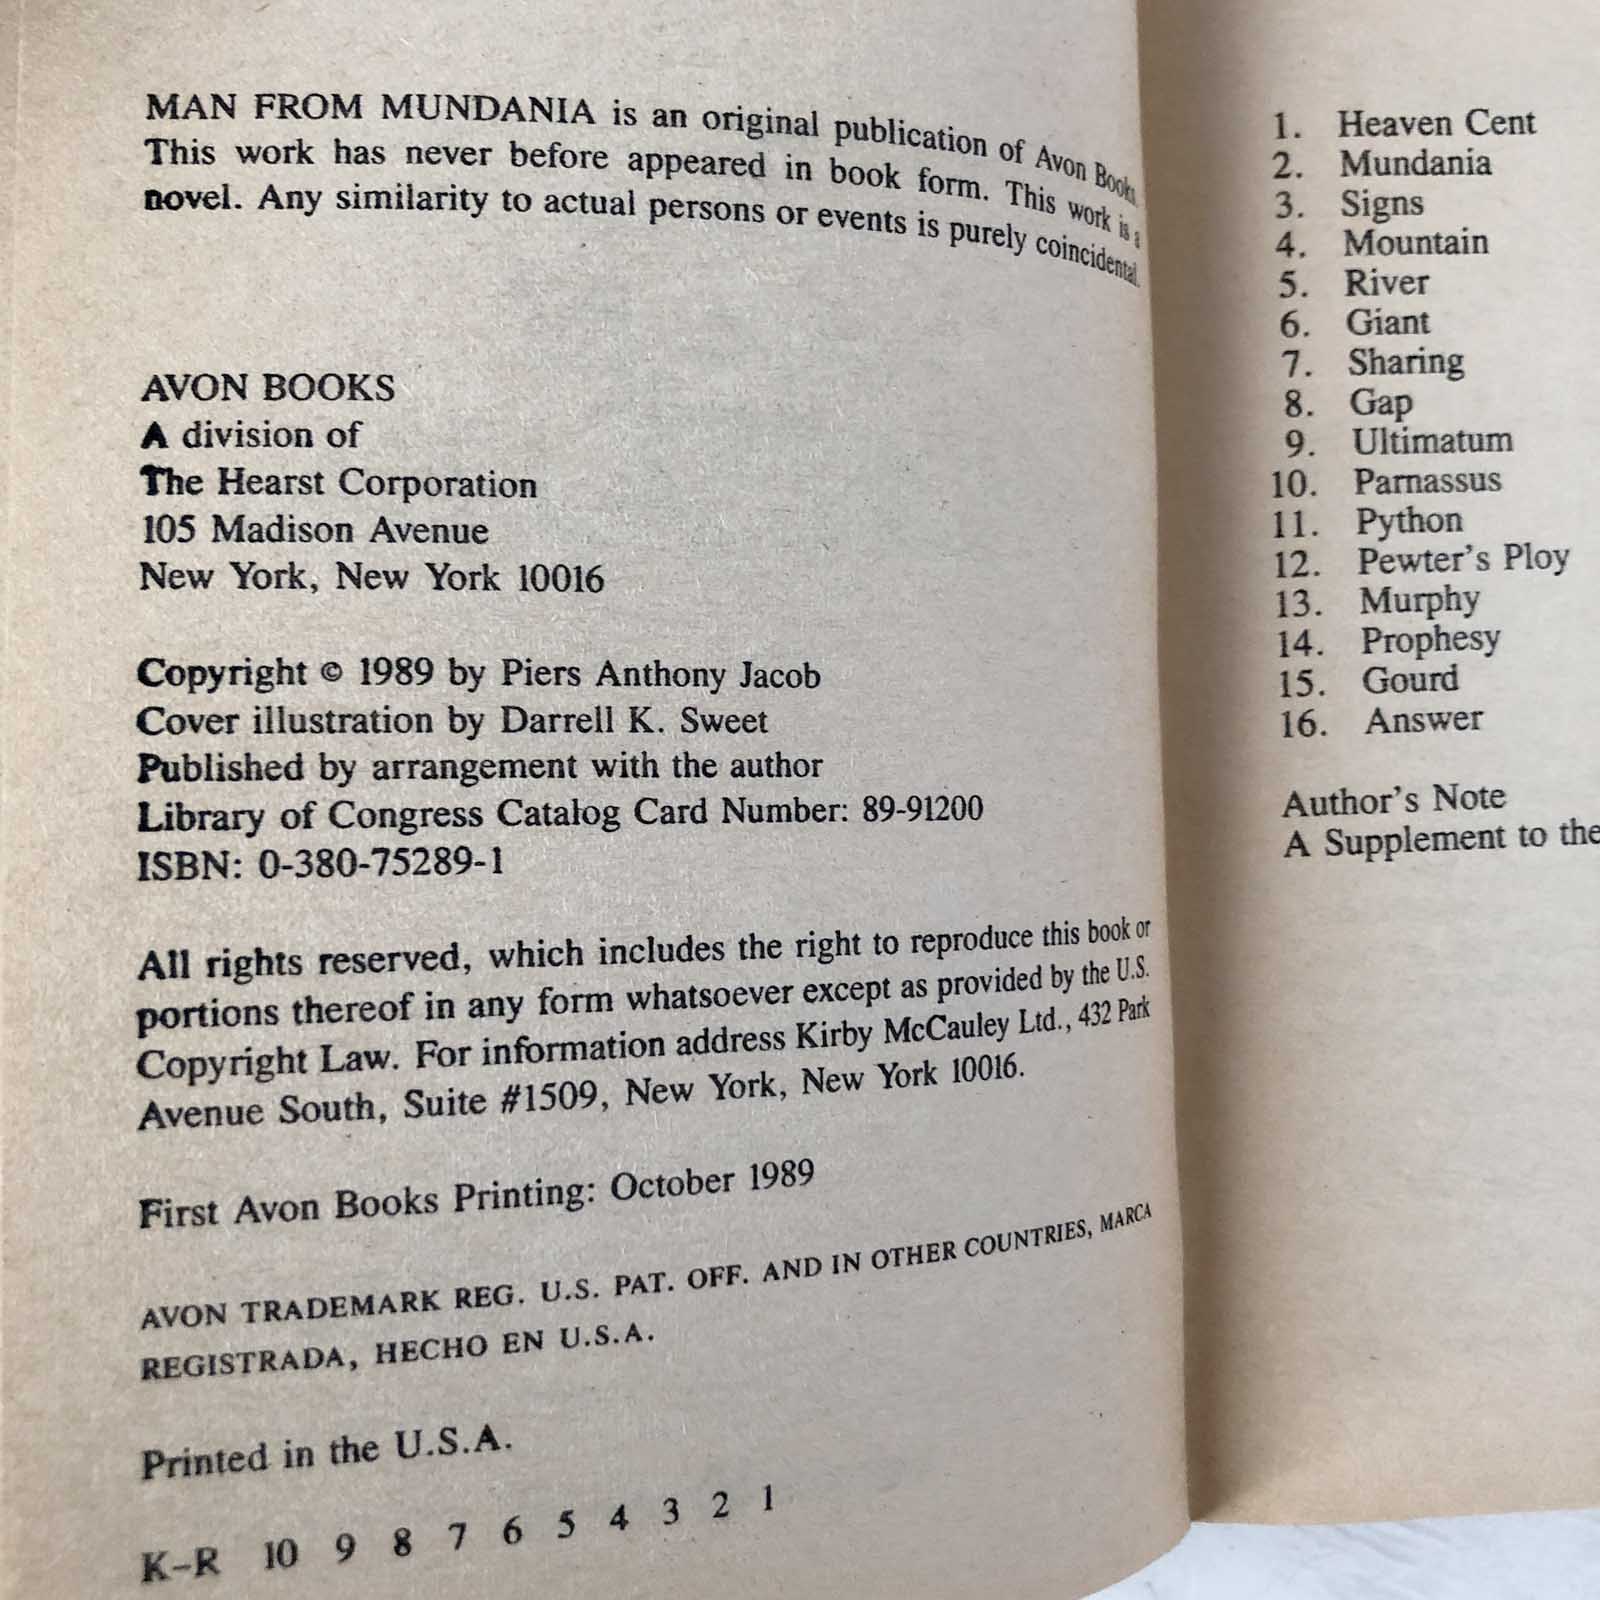 MAN FROM MUNDANIA is an original publication of Avon Books.
This work has never before appeared in book form. This work is a
novel. Any similarity to actual persons or events is purely coincidental.
AVON BOOKS
A division of
The Hearst Corporation
105 Madison Avenue
New York, New York 10016
Copyright © 1989 by Piers Anthony Jacob
Cover illustration by Darrell K. Sweet
Published by arrangement with the author
Library of Congress Catalog Card Number: 89-91200
ISBN: 0-380-75289-1
All rights reserved, which includes the right to reproduce this book or
portions thereof in any form whatsoever except as provided by the U.S.
Copyright Law. For information address Kirby McCauley Ltd., 432 Park
Avenue South, Suite #1509, New York, New York 10016.
First Avon Books Printing: October 1989
AVON TRADEMARK REG. U.S. PAT. OFF. AND IN OTHER COUNTRIES, MARCA
REGISTRADA, HECHO EN U.S.A.
Printed in the U.S.A.
K–R 10 9 8 7 6 5 4 3 2 1
1. Heaven Cent
2. Mundania
3. Signs
4. Mountain
5. River
6. Giant
7. Sharing
8. Gap
9. Ultimatum
10. Parnassus
11. Python
12. Pewter's Ploy
13. Murphy
14. Prophesy
15. Gourd
16. Answer
Author's Note
A Supplement to the